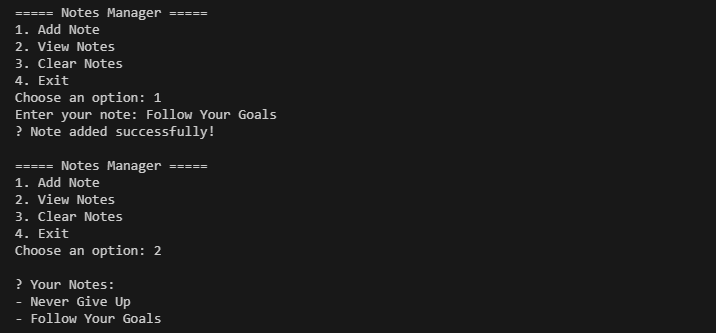 ===== Notes Manager =====
1. Add Note
2. View Notes
3. Clear Notes
4. Exit
Choose an option: 1
Enter your note: Follow Your Goals
? Note added successfully!
===== Notes Manager =====
1. Add Note
2. View Notes
3. Clear Notes
4. Exit
Choose an option: 2
? Your Notes:
- Never Give Up
- Follow Your Goals